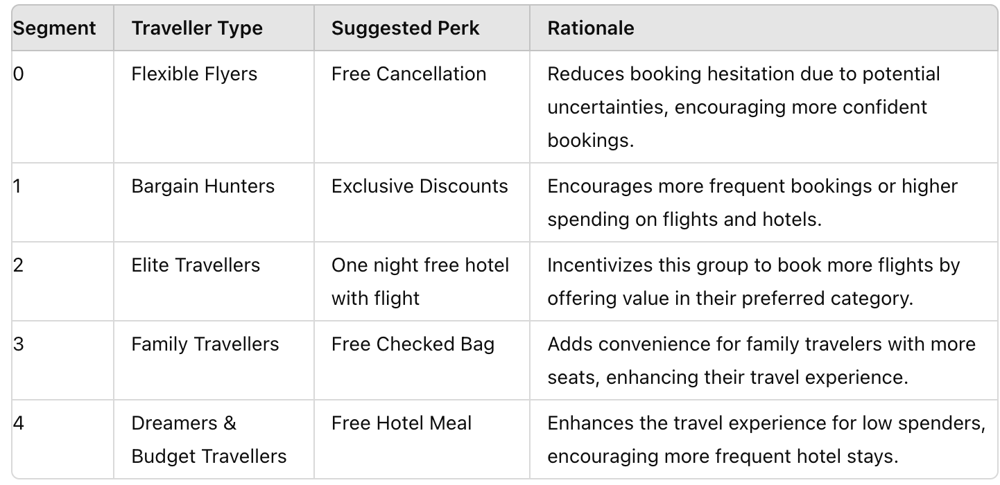 Segment Traveller Type Suggested Perk Rationale
0 Flexible Flyers Free Cancellation Reduces booking hesitation due to potential
uncertainties, encouraging more confident
bookings.
1 Bargain Hunters Exclusive Discounts Encourages more frequent bookings or higher
spending on flights and hotels.
2 Elite Travellers One night free hotel Incentivizes this group to book more flights by
with flight offering value in their preferred category.
3 Family Travellers Free Checked Bag Adds convenience for family travelers with more
seats, enhancing their travel experience.
4 Dreamers & Free Hotel Meal Enhances the travel experience for low spenders,
Budget Travellers encouraging more frequent hotel stays.